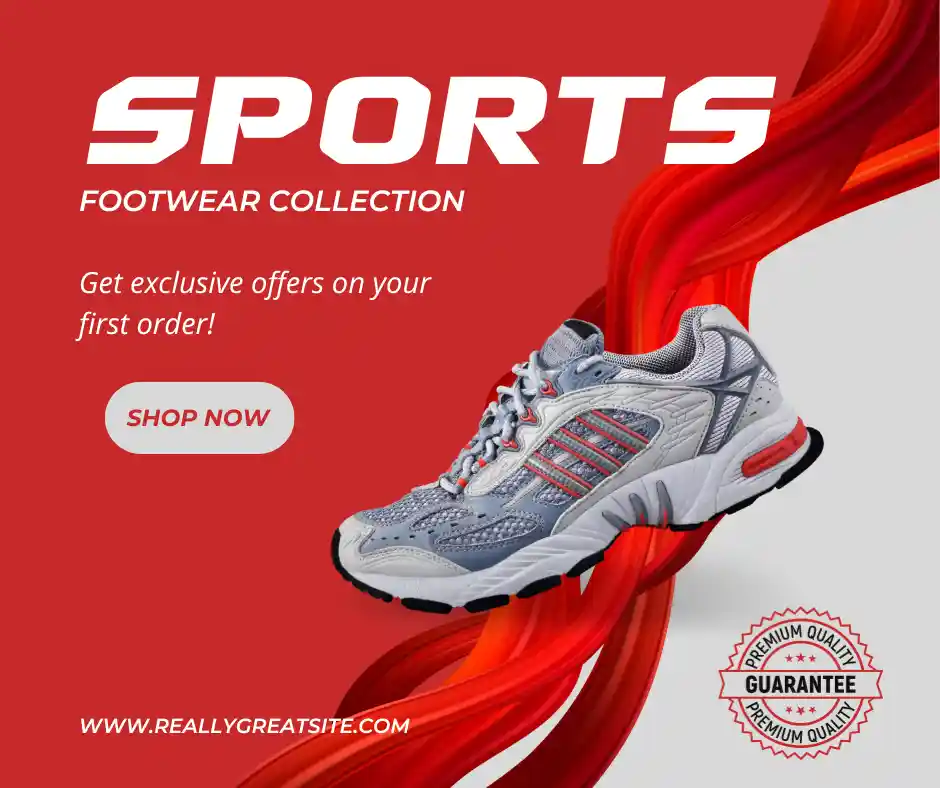 SPORTS
FOOTWEAR COLLECTION
Get exclusive offers on your
first order!
SHOP NOW
WWW.REALLYGREATSITE.COM
PREMIUM QUALITY
GUARANTEE
PREMIUM QUALITY